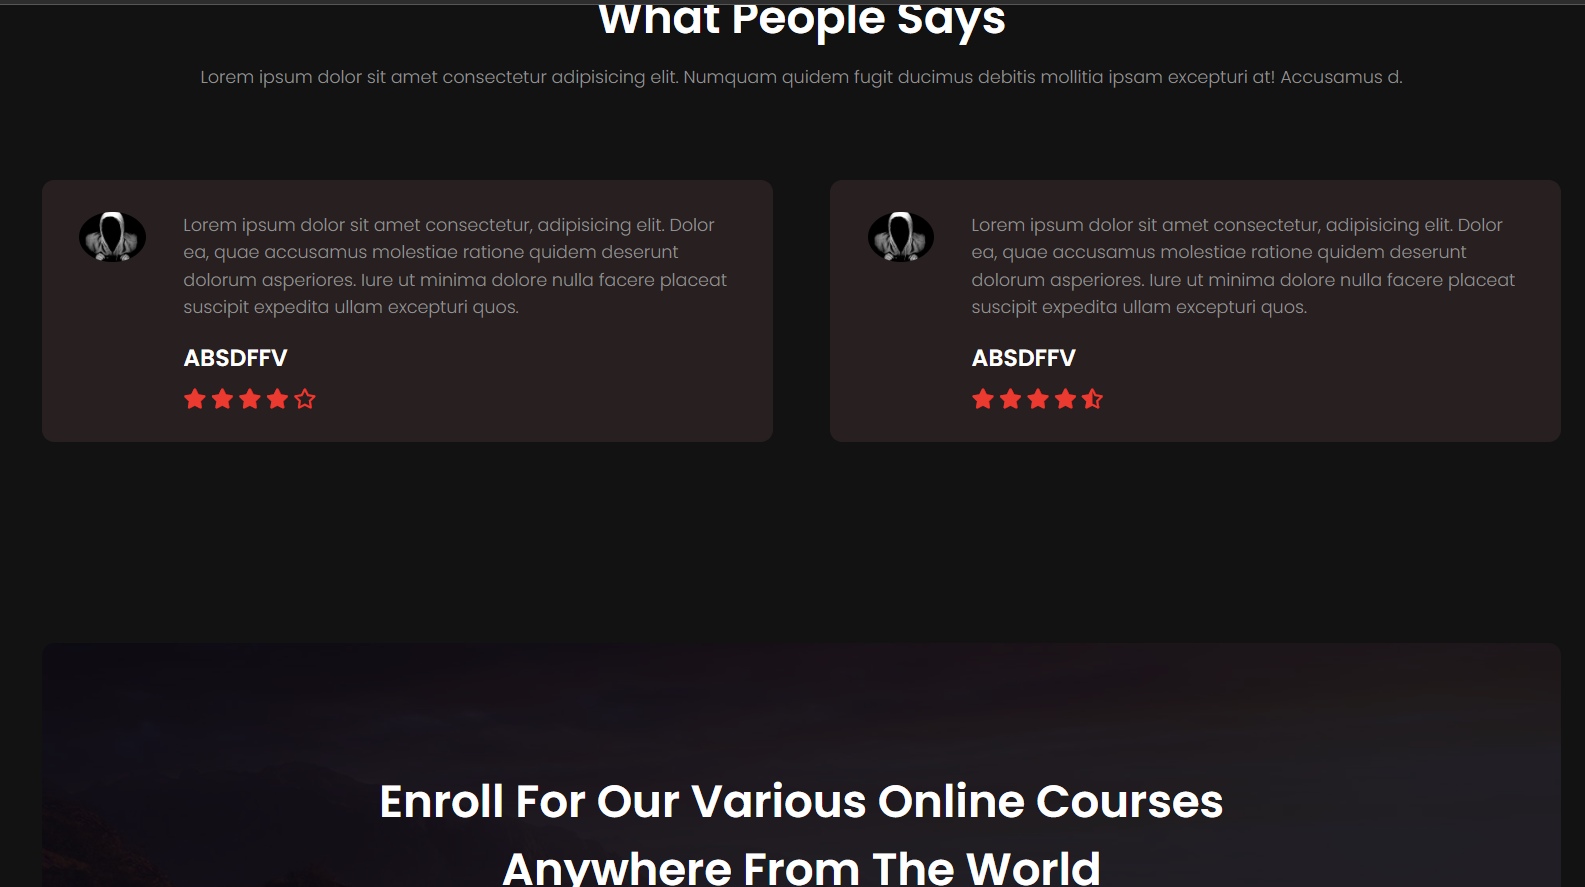 What People Says
Lorem ipsum dolor sit amet consectetur adipisicing elit. Numquam quidem fugit ducimus debitis mollitia ipsam excepturi at! Accusamus d.
Lorem ipsum dolor sit amet consectetur, adipisicing elit. Dolor
ea, quae accusamus molestiae ratione quidem deserunt
dolorum asperiores. Iure ut minima dolore nulla facere placeat
suscipit expedita ullam excepturi quos.
ABSDFFV
Lorem ipsum dolor sit amet consectetur, adipisicing elit. Dolor
ea, quae accusamus molestiae ratione quidem deserunt
dolorum asperiores. Iure ut minima dolore nulla facere placeat
suscipit expedita ullam excepturi quos.
ABSDFFV
Enroll For Our Various Online Courses
Anywhere From The World